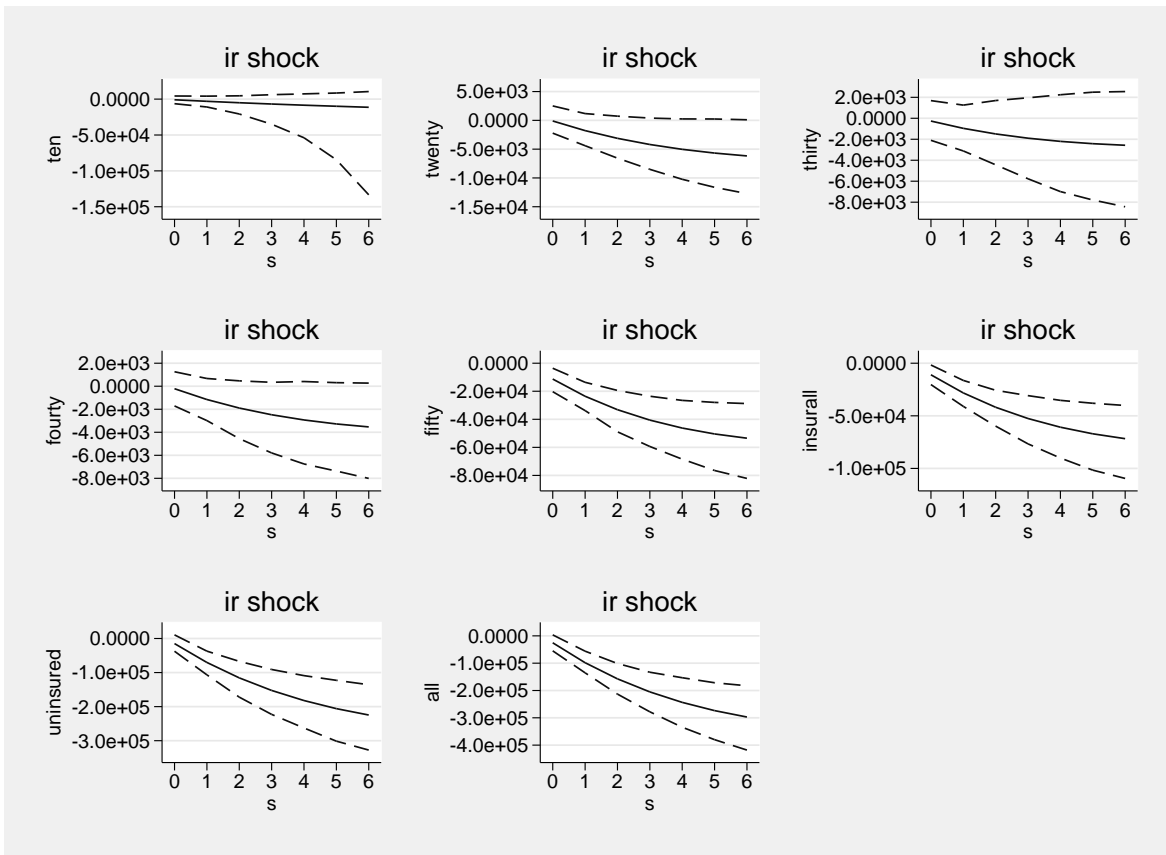 ir shock
ten
0.0000
-5.0e+04
-1.0e+05
-1.5e+05
0 1 2 3 4 5 6
s
ir shock
twenty
5.0e+03
0.0000
-5.0e+03
-1.0e+04
-1.5e+04
0 1 2 3 4 5 6
s
ir shock
thirty
2.0e+03
0.0000
-2.0e+03
-4.0e+03
-6.0e+03
-8.0e+03
0 1 2 3 4 5 6
s
ir shock
fourty
2.0e+03
0.0000
-2.0e+03
-4.0e+03
-6.0e+03
-8.0e+03
0 1 2 3 4 5 6
s
ir shock
fifty
0.0000
-2.0e+04
-4.0e+04
-6.0e+04
-8.0e+04
0 1 2 3 4 5 6
s
ir shock
insurall
0.0000
-5.0e+04
-1.0e+05
0 1 2 3 4 5 6
s
ir shock
uninsured
0.0000
-1.0e+05
-2.0e+05
-3.0e+05
0 1 2 3 4 5 6
s
ir shock
all
0.0000
-1.0e+05
-2.0e+05
-3.0e+05
-4.0e+05
0 1 2 3 4 5 6
s